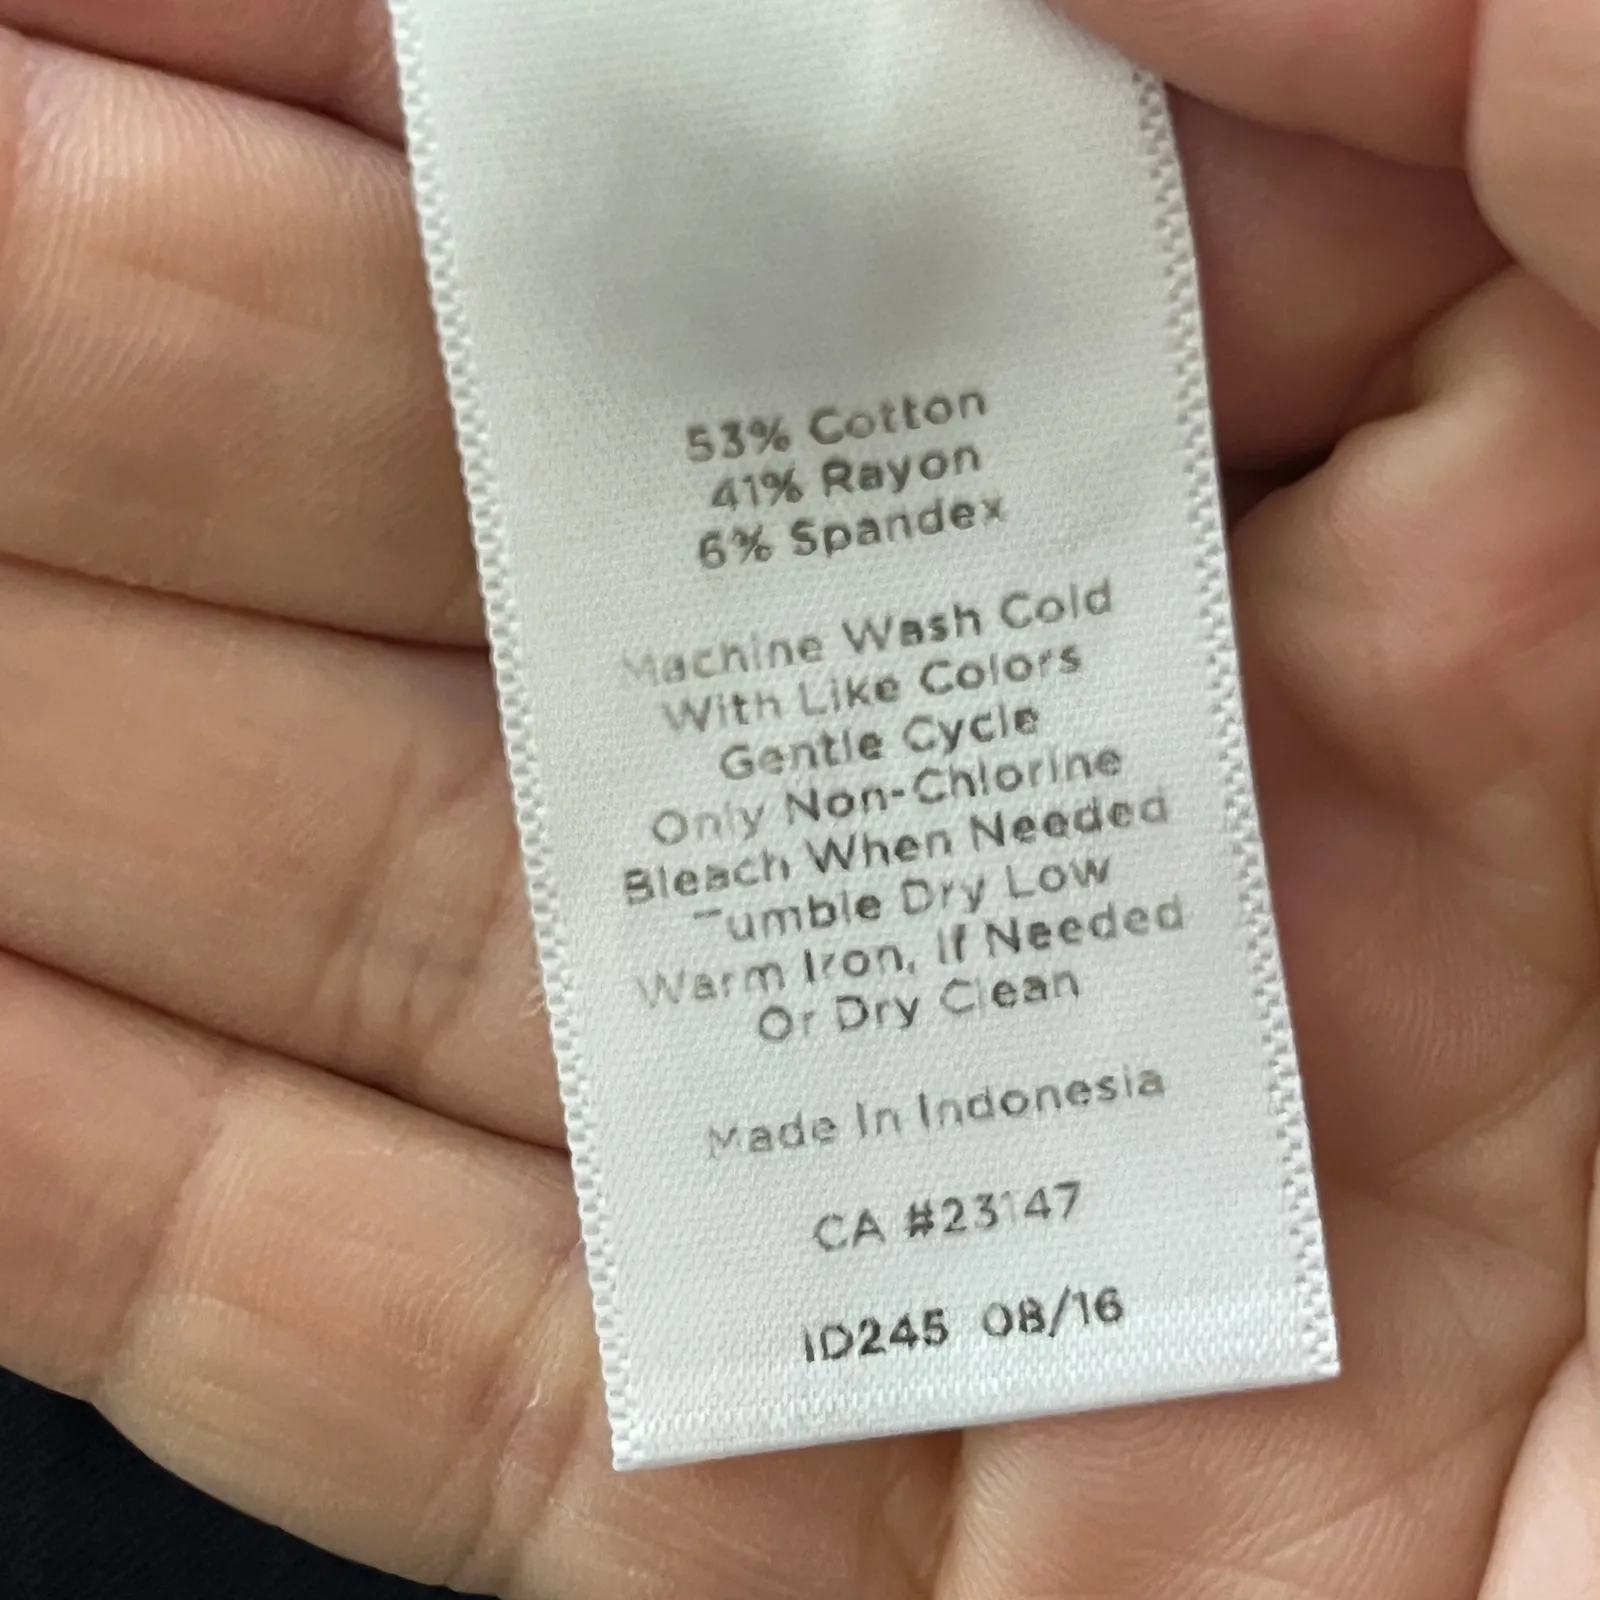 53% Cotton
41% Rayon
6% Spandex
Machine Wash Cold
With Like Colors
Gentle Cycle
Only Non-Chlorine
Bleach When Needed
Tumble Dry Low
Warm Iron, If Needed
Or Dry Clean
Made In Indonesia
CA #23147
ID245 08/16